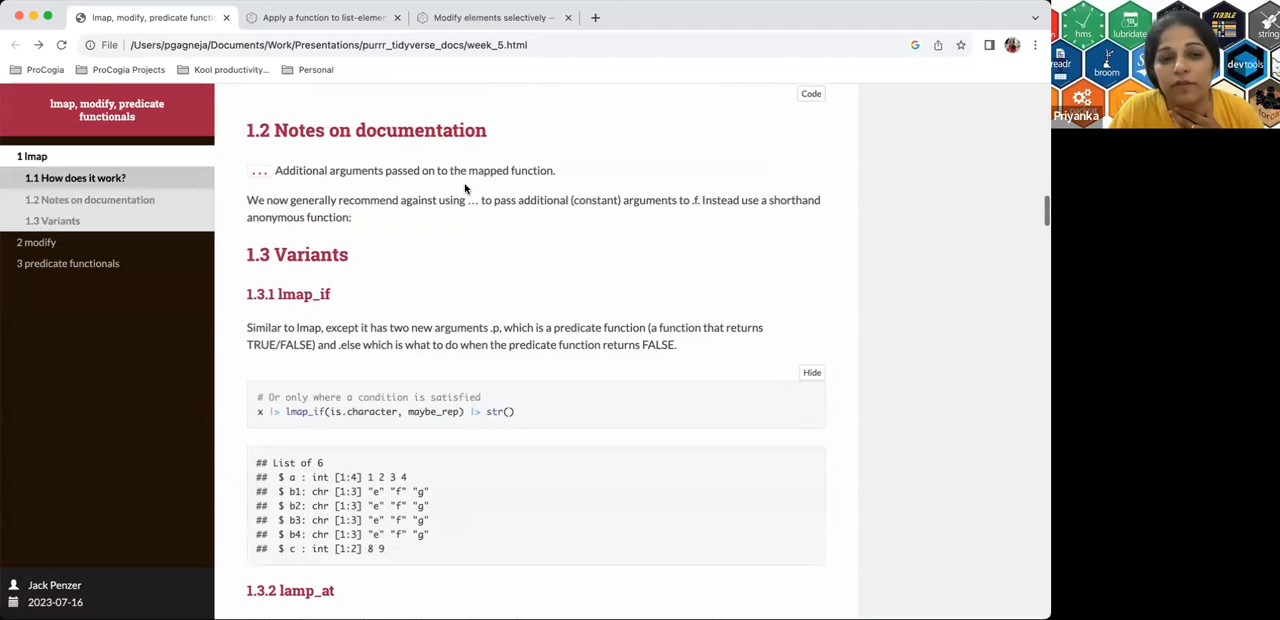 lmap, modify, predicate functi
Apply a function to list-elemen
Modify elements selectively —
File
/Users/pgagneja/Documents/Work/Presentations/purrr_tidyverse_docs/week_5.html
ProCogia
ProCogia Projects
Kool productivity...
Personal
lmap, modify, predicate
functionals
1 lmap
1.1 How does it work?
1.2 Notes on documentation
1.3 Variants
2 modify
3 predicate functionals
Jack Penzer
2023-07-16
Code
1.2 Notes on documentation
... Additional arguments passed on to the mapped function.
We now generally recommend against using ... to pass additional (constant) arguments to .f. Instead use a shorthand
anonymous function:
1.3 Variants
1.3.1 lmap_if
Similar to lmap, except it has two new arguments .p, which is a predicate function (a function that returns
TRUE/FALSE) and .else which is what to do when the predicate function returns FALSE.
Hide
# Or only where a condition is satisfied
x |> lmap_if(is.character, maybe_rep) |> str()
## List of 6
##  $ a : int [1:4] 1 2 3 4
##  $ b1: chr [1:3] "e" "f" "g"
##  $ b2: chr [1:3] "e" "f" "g"
##  $ b3: chr [1:3] "e" "f" "g"
##  $ b4: chr [1:3] "e" "f" "g"
##  $ c : int [1:2] 8 9
1.3.2 lamp_at
hms
lubridate
TIBBLE
string
readr
broom
devtools
Priyanka